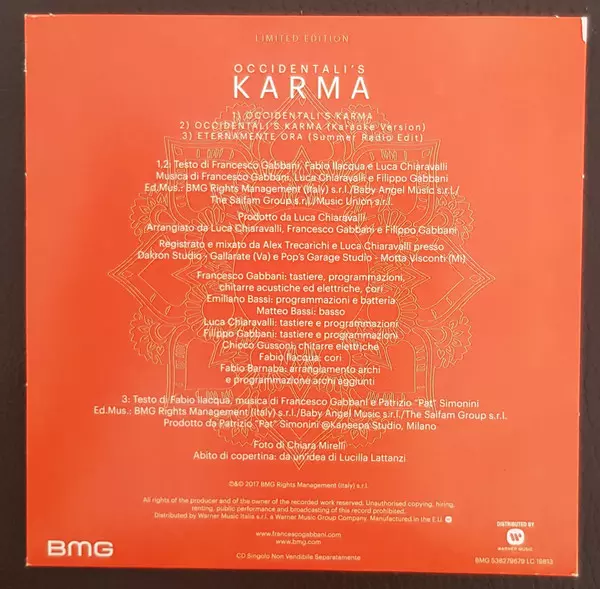 LIMITED EDITION
OCCIDENTALI'S
KARMA
1) OCCIDENTALI'S KARMA
2) OCCIDENTALI'S KARMA (Karaoke Version)
3) ETERNAMENTE ORA (Summer Radio Edit)
1,2: Testo di Francesco Gabbani, Fabio Ilacqua e Luca Chiaravalli
Musica di Francesco Gabbani, Luca Chiaravalli e Filippo Gabbani
Ed.Mus.: BMG Rights Management (Italy) s.r.l./Baby Angel Music s.r.l./
The Saifam Group s.r.l./Music Union s.r.l.
Prodotto da Luca Chiaravalli
Arrangiato da Luca Chiaravalli, Francesco Gabbani e Filippo Gabbani
Registrato e mixato da Alex Trecarichi e Luca Chiaravalli presso
Dakron Studio - Gallarate (Va) e Pop's Garage Studio - Motta Visconti (Mi)
Francesco Gabbani: tastiere, programmazioni,
chitarre acustiche ed elettriche, cori
Emiliano Bassi: programmazioni e batteria
Matteo Bassi: basso
Luca Chiaravalli: tastiere e programmazioni
Filippo Gabbani: tastiere e programmazioni
Chicco Gussoni: chitarre elettriche
Fabio Ilacqua: cori
Fabio Barnaba: arrangiamento archi
e programmazione archi aggiunti
3: Testo di Fabio Ilacqua, musica di Francesco Gabbani e Patrizio "Pat" Simonini
Ed.Mus.: BMG Rights Management (Italy) s.r.l./Baby Angel Music s.r.l./The Saifam Group s.r.l.
Prodotto da Patrizio "Pat" Simonini @Kaneepa Studio, Milano
Foto di Chiara Mirelli
Abito di copertina: da un'idea di Lucilla Lattanzi
℗&© 2017 BMG Rights Management (Italy) s.r.l.
All rights of the producer and of the owner of the recorded work reserved. Unauthorised copying, hiring,
renting, public performance and broadcasting of this record prohibited.
Distributed by Warner Music Italia s.r.l. a Warner Music Group Company. Manufactured in the E.U.
www.francescogabbani.com
www.bmg.com
CD Singolo Non Vendibile Separatamente
BMG
DISTRIBUTED BY
WARNER MUSIC
BMG 538279679 LC 19813